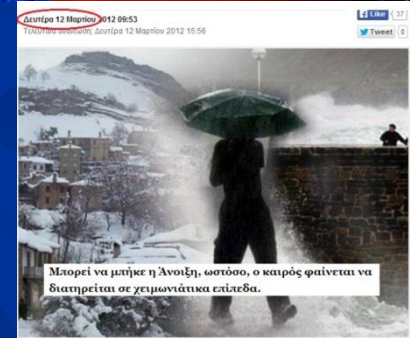 Δευτέρα 12 Μαρτίου 2012 09:53
Like 37
Τελευταία ανανέωση: Δευτέρα 12 Μαρτίου 2012 15:56
Tweet 0
Μπορεί να μπήκε η Άνοιξη, ωστόσο, ο καιρός φαίνεται να
διατηρείται σε χειμωνιάτικα επίπεδα.